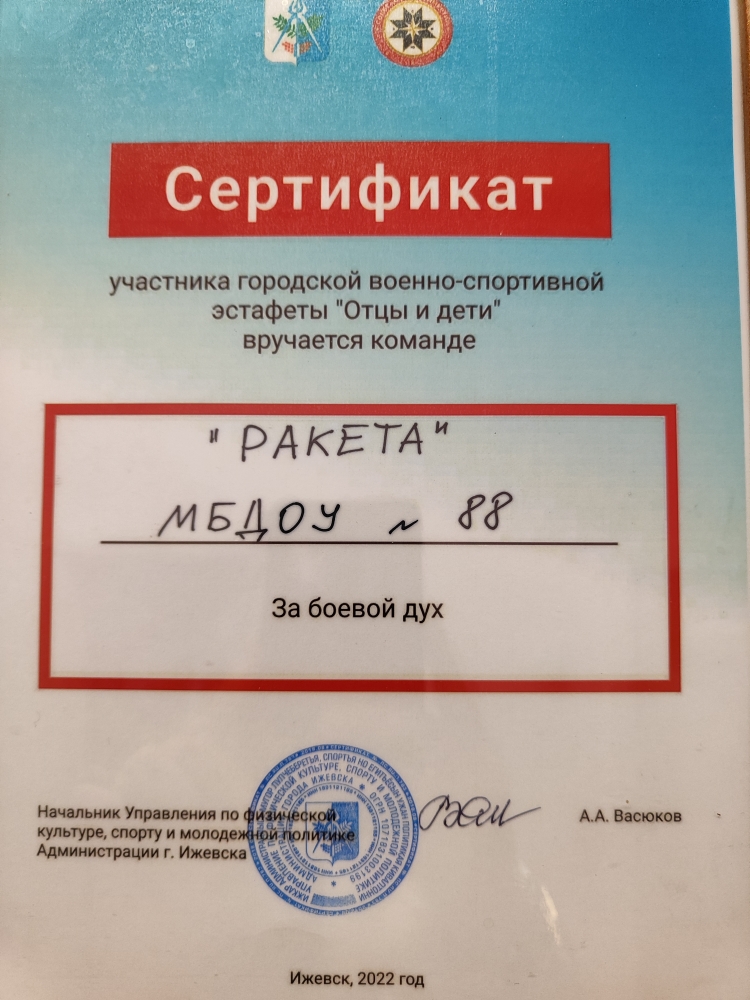 Сертификат
участника городской военно-спортивной
эстафеты "Отцы и дети"
вручается команде
"РАКЕТА"
МБДОУ № 88
За боевой дух
Начальник Управления по физической
культуре, спорту и молодежной политике
Администрации г. Ижевска
А.А. Васюков
Ижевск, 2022 год